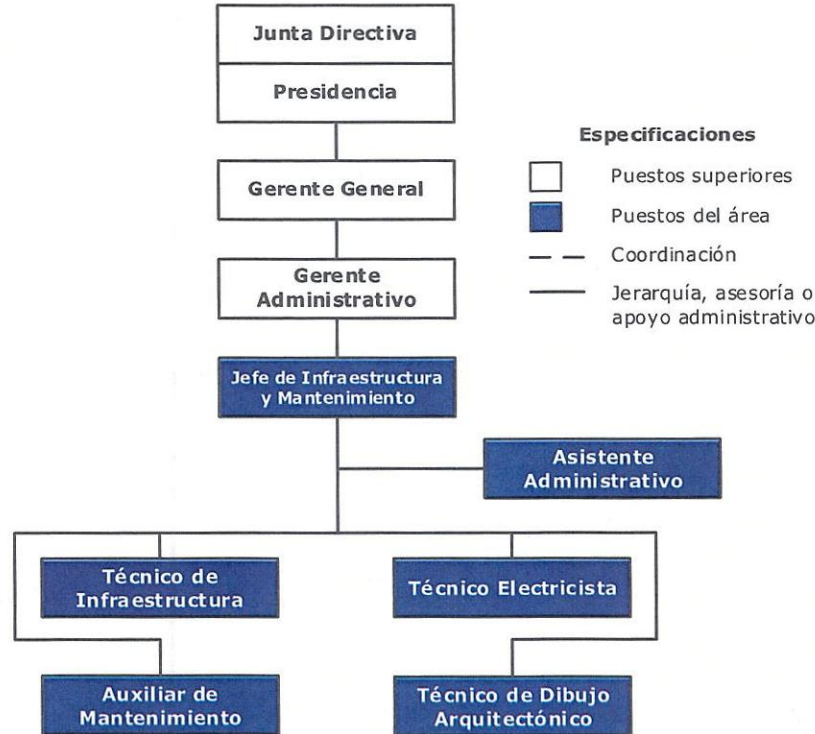 Junta Directiva
Presidencia
Gerente General
Gerente
Administrativo
Especificaciones
Puestos superiores
Puestos del área
Coordinación
Jerarquía, asesoría o
apoyo administrativo
Jefe de Infraestructura
y Mantenimiento
Asistente
Administrativo
Técnico de
Infraestructura
Técnico Electricista
Auxiliar de
Mantenimiento
Técnico de Dibujo
Arquitectónico